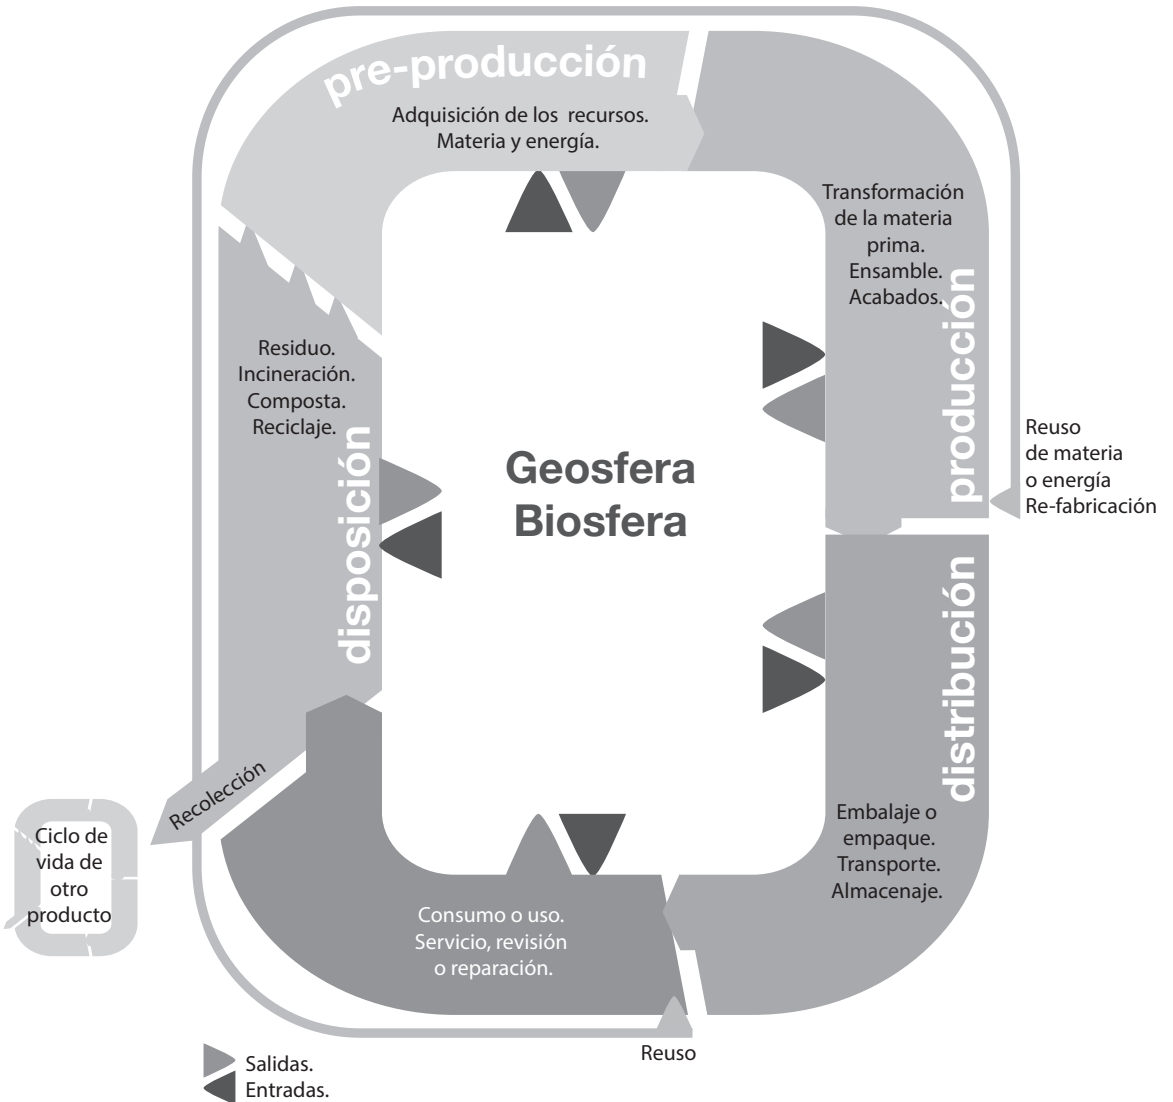 pre-producción
Adquisición de los recursos.
Materia y energía.
Transformación
de la materia
prima.
Ensamble.
Acabados.
producción
Reuso
de materia
o energía
Re-fabricación
Residuo.
Incineración.
Composta.
Reciclaje.
disposición
Geosfera
Biosfera
distribución
Embalaje o
empaque.
Transporte.
Almacenaje.
Recolección
Ciclo de
vida de
otro
producto
Consumo o uso.
Servicio, revisión
o reparación.
Reuso
Salidas.
Entradas.